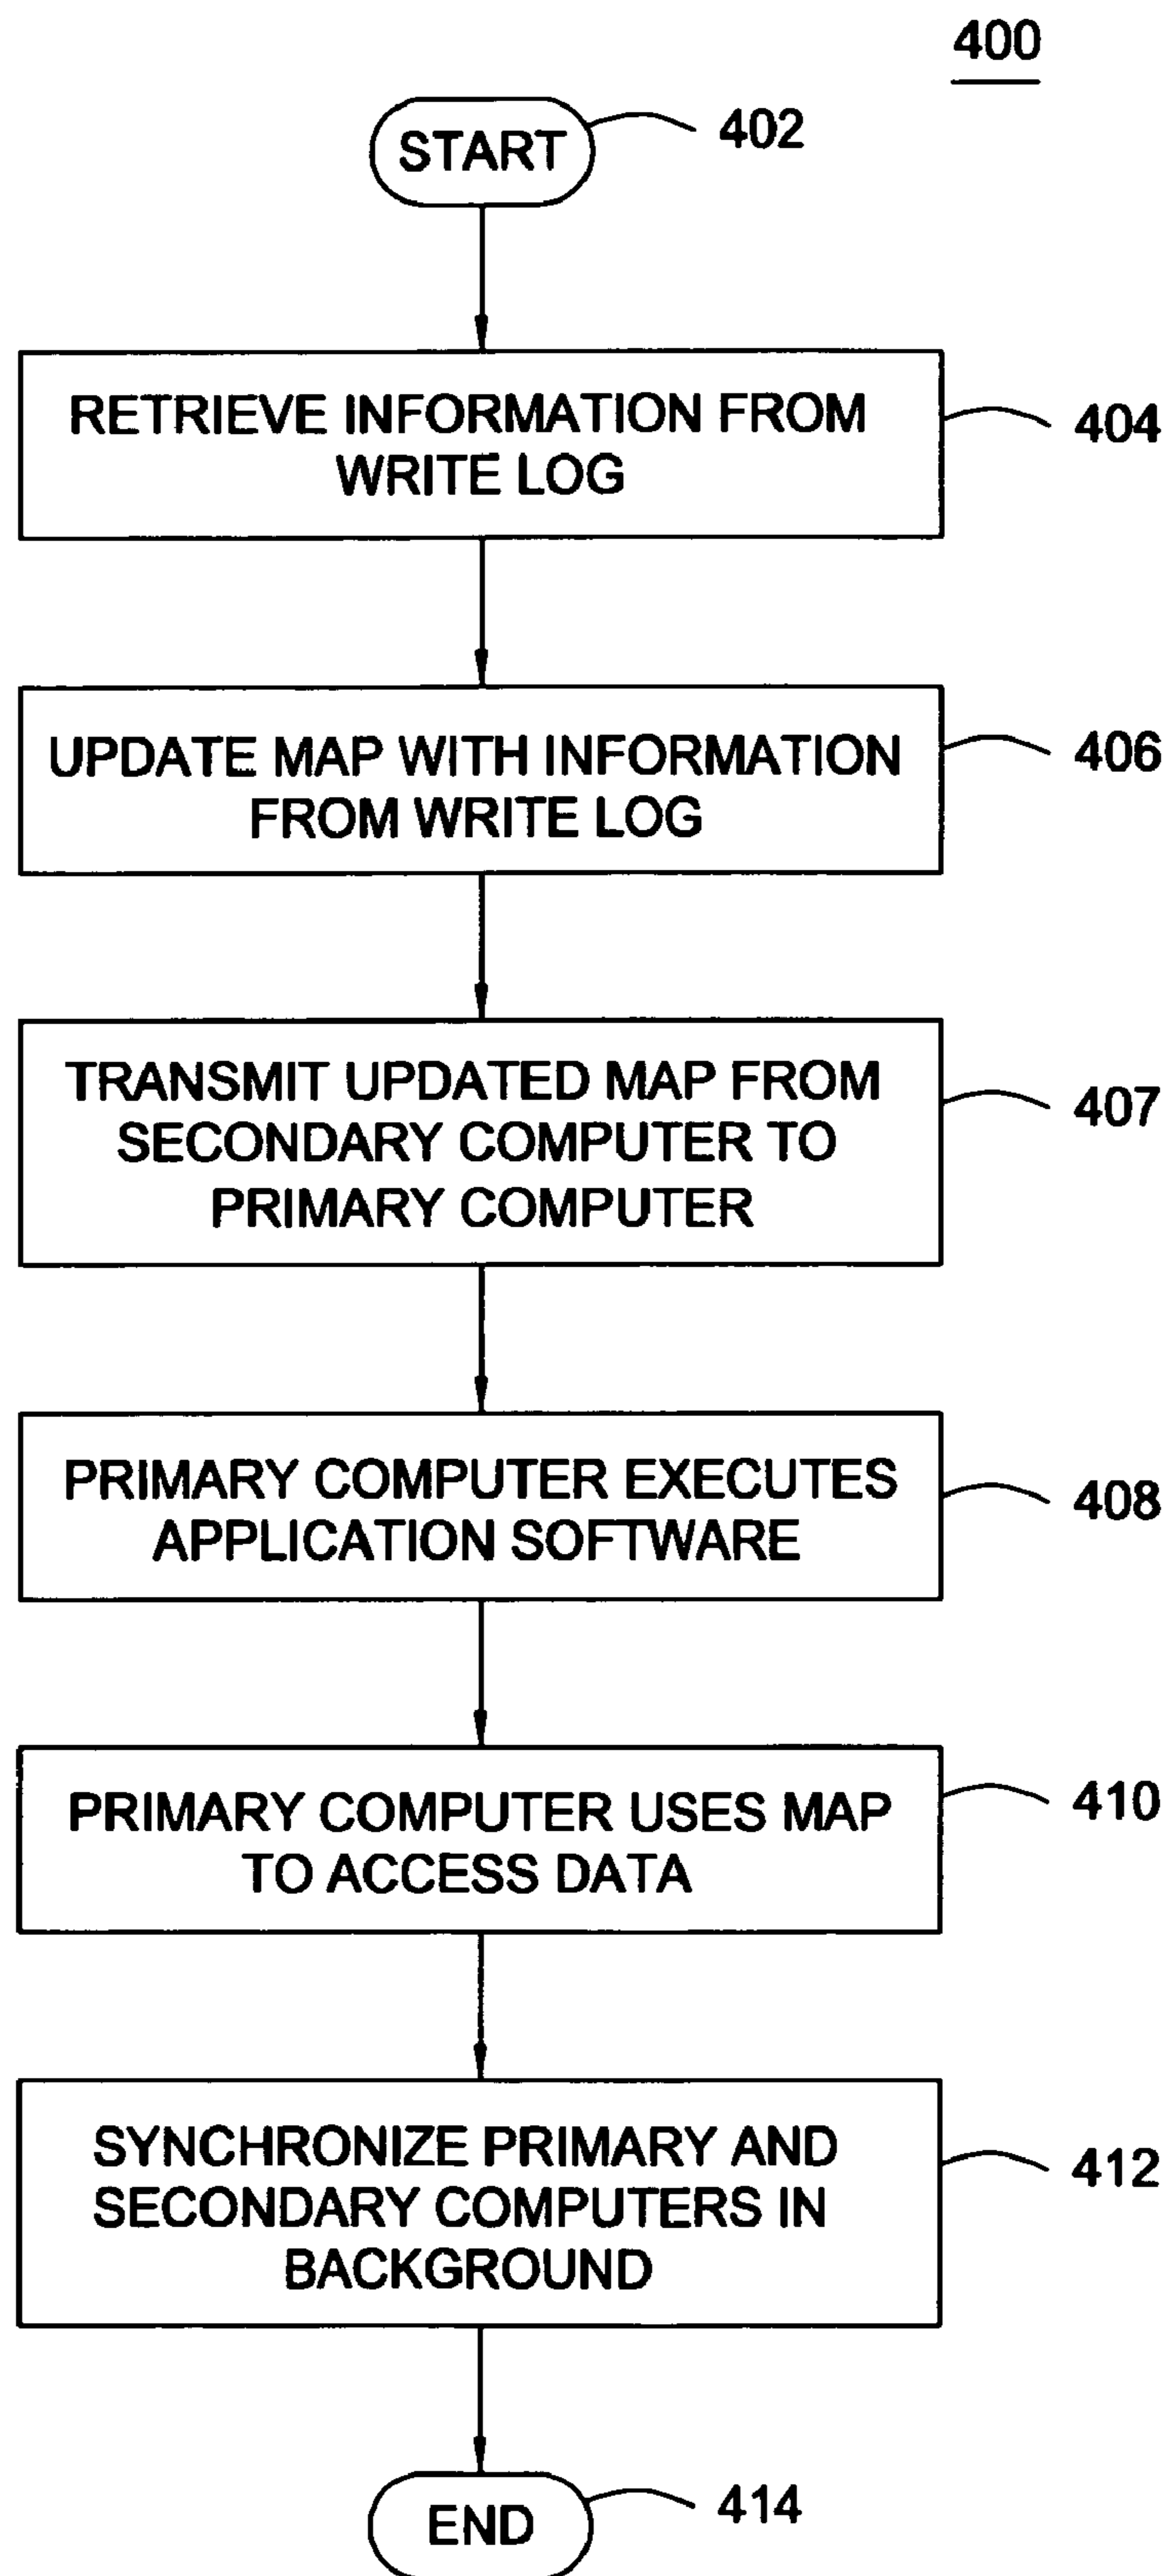 400
START
402
RETRIEVE INFORMATION FROM
WRITE LOG
404
UPDATE MAP WITH INFORMATION
FROM WRITE LOG
406
TRANSMIT UPDATED MAP FROM
SECONDARY COMPUTER TO
PRIMARY COMPUTER
407
PRIMARY COMPUTER EXECUTES
APPLICATION SOFTWARE
408
PRIMARY COMPUTER USES MAP
TO ACCESS DATA
410
SYNCHRONIZE PRIMARY AND
SECONDARY COMPUTERS IN
BACKGROUND
412
END
414